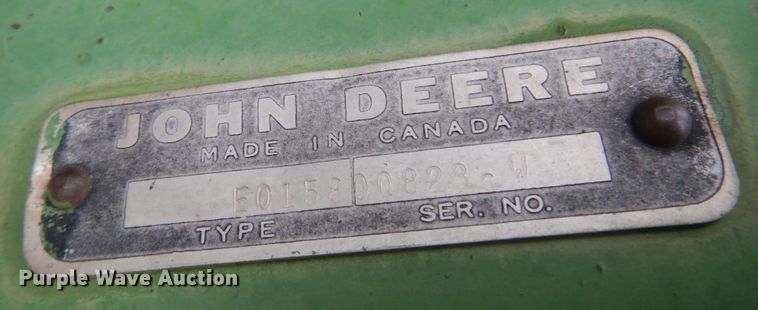 JOHN DEERE
MADE IN CANADA
TYPE SER. NO.
Purple Wave Auction